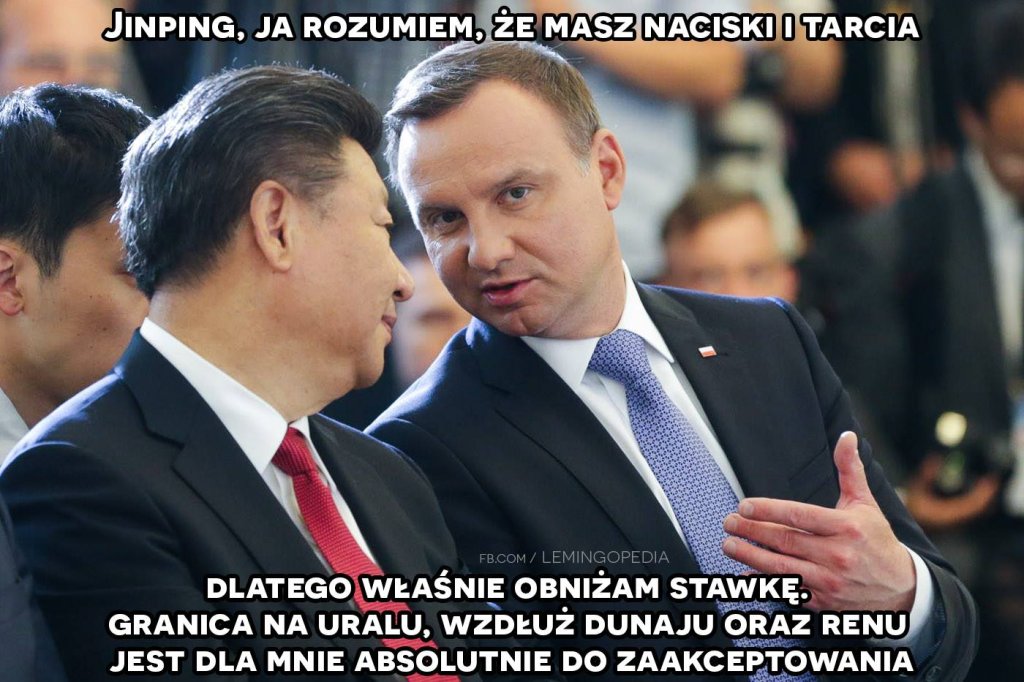 Jinping, ja rozumiem, że masz naciski i tarcia
fb.com / LEMINGOPEDIA
dlatego właśnie obniżam stawkę.
granica na uralu, wzdłuż dunaju oraz renu
jest dla mnie absolutnie do zaakceptowania